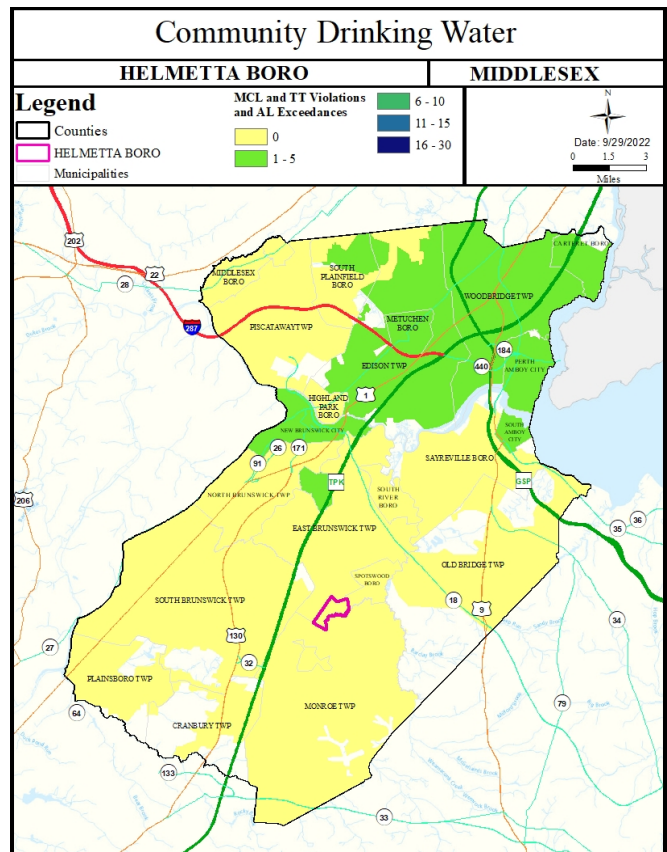 Community Drinking Water
HELMETTA BORO
MIDDLESEX
Legend
Counties
HELMETTA BORO
Municipalities
MCL and TT Violations
and AL Exceedances
0
1 - 5
6 - 10
11 - 15
16 - 30
N
Date: 9/29/2022
0 1.5 3
Miles
202
22
28
287
MIDDLESEX
BORO
SOUTH
PLAINFIELD
BORO
CARTERET BORO
WOODBRIDGE TWP
PISCATAWAY TWP
METUCHEN
BORO
EDISON TWP
184
440
PERTH
AMBOY CITY
HIGHLAND
PARK
BORO
1
NEW BRUNSWICK CITY
SOUTH
AMBOY
CITY
26
171
91
SAYREVILLE BORO
TPK
GSP
206
NORTH BRUNSWICK TWP
SOUTH
RIVER
BORO
EAST BRUNSWICK TWP
36
35
OLD BRIDGE TWP
SPOTSWOOD
BORO
SOUTH BRUNSWICK TWP
18
9
34
130
27
32
PLAINSBORO TWP
MONROE TWP
79
64
CRANBURY TWP
133
33